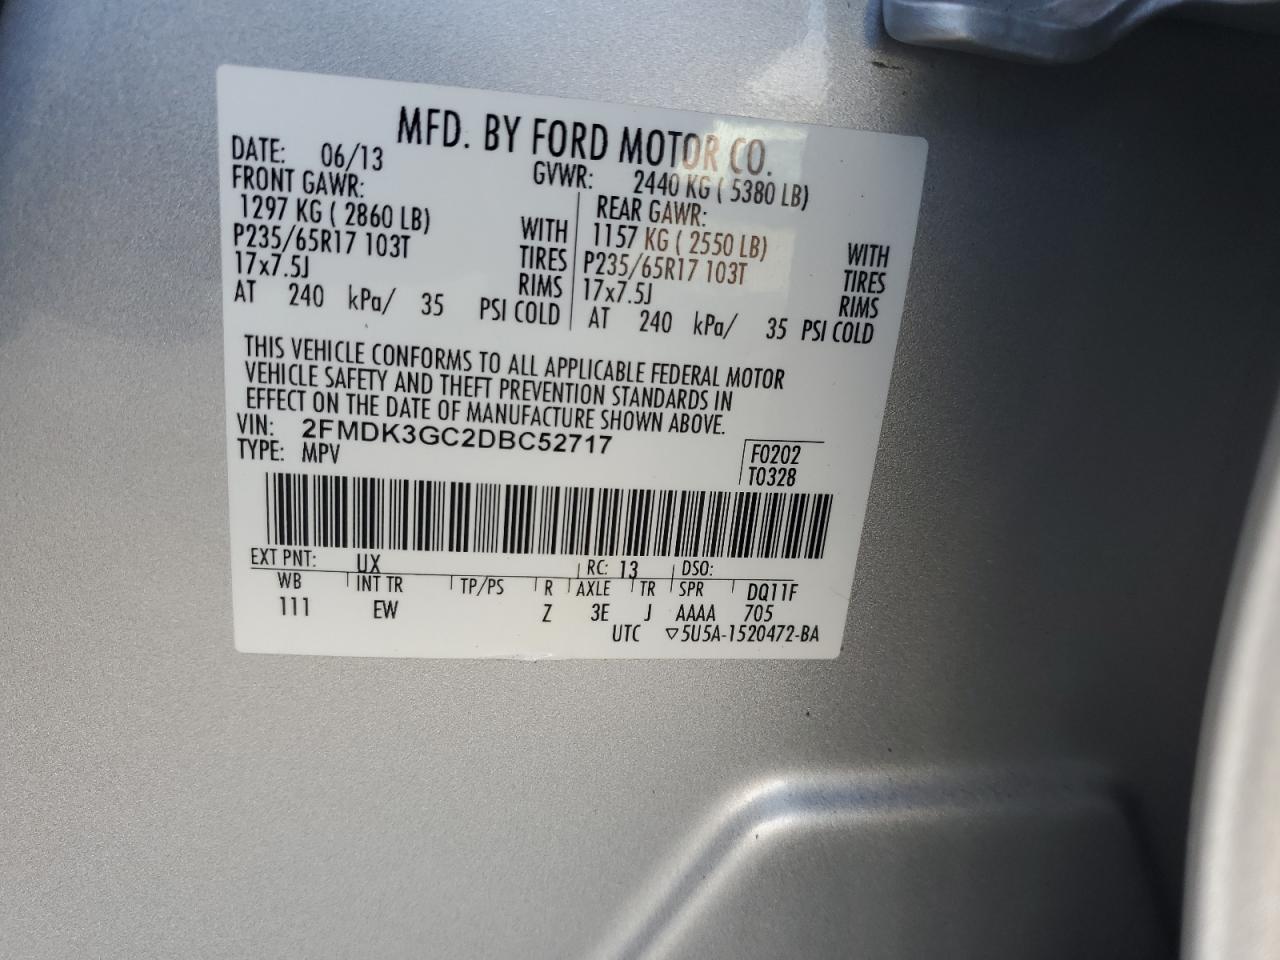 MFD. BY FORD MOTOR CO.
DATE: 06/13 GVWR: 2440 KG ( 5380 LB)
FRONT GAWR: REAR GAWR:
1297 KG ( 2860 LB) WITH 1157 KG ( 2550 LB) WITH
P235/65R17 103T TIRES P235/65R17 103T TIRES
17x7.5J RIMS 17x7.5J RIMS
AT 240 kPa/ 35 PSI COLD AT 240 kPa/ 35 PSI COLD
THIS VEHICLE CONFORMS TO ALL APPLICABLE FEDERAL MOTOR
VEHICLE SAFETY AND THEFT PREVENTION STANDARDS IN
EFFECT ON THE DATE OF MANUFACTURE SHOWN ABOVE.
VIN: 2FMDK3GC2DBC52717
TYPE: MPV
F0202
T0328
EXT PNT: UX RC: 13 DSO:
WB INT TR TP/PS R AXLE TR SPR DQ11F
111 EW Z 3E J AAAA 705
UTC ▽5U5A-1520472-BA